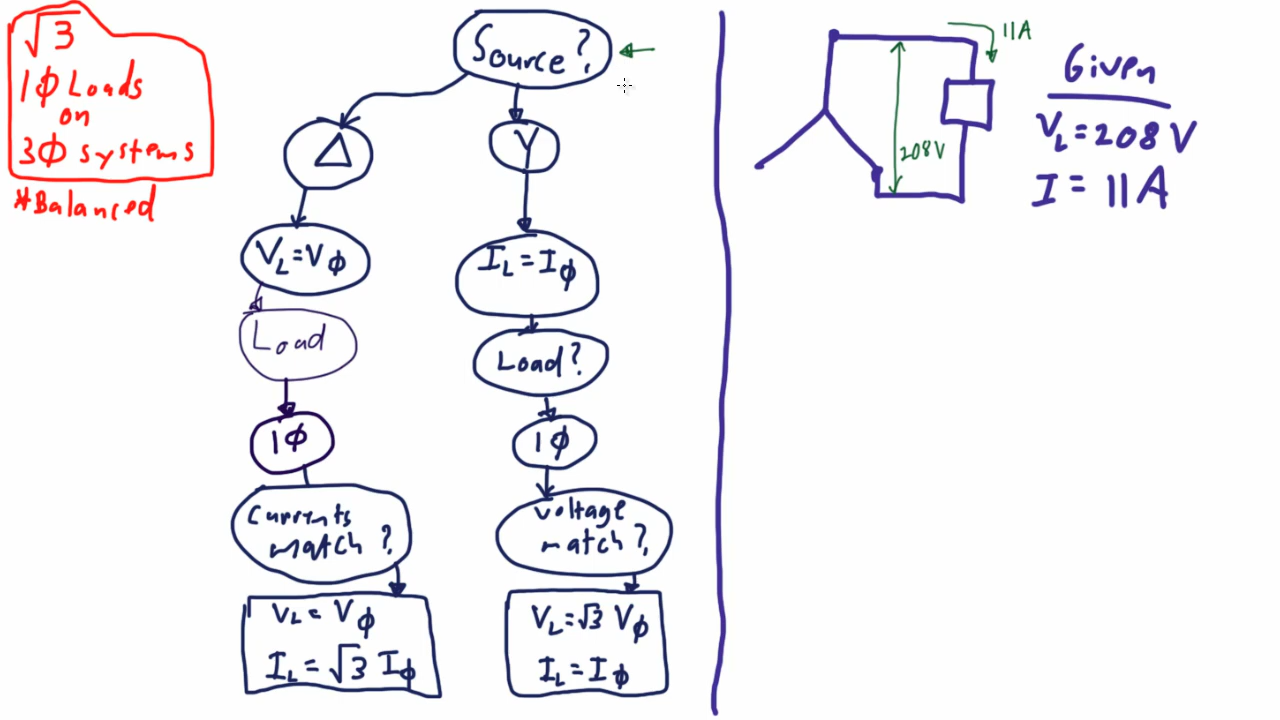 √3
1Φ Loads
on
3Φ systems
*Balanced
Source?
Δ
Y
V_L=V_Φ
I_L=I_Φ
Load
Load?
1Φ
1Φ
Currents
match?
Voltage
match?
V_L=V_Φ
I_L=√3 I_Φ
V_L=√3 V_Φ
I_L=I_Φ
11A
208V
Given
V_L=208V
I=11A